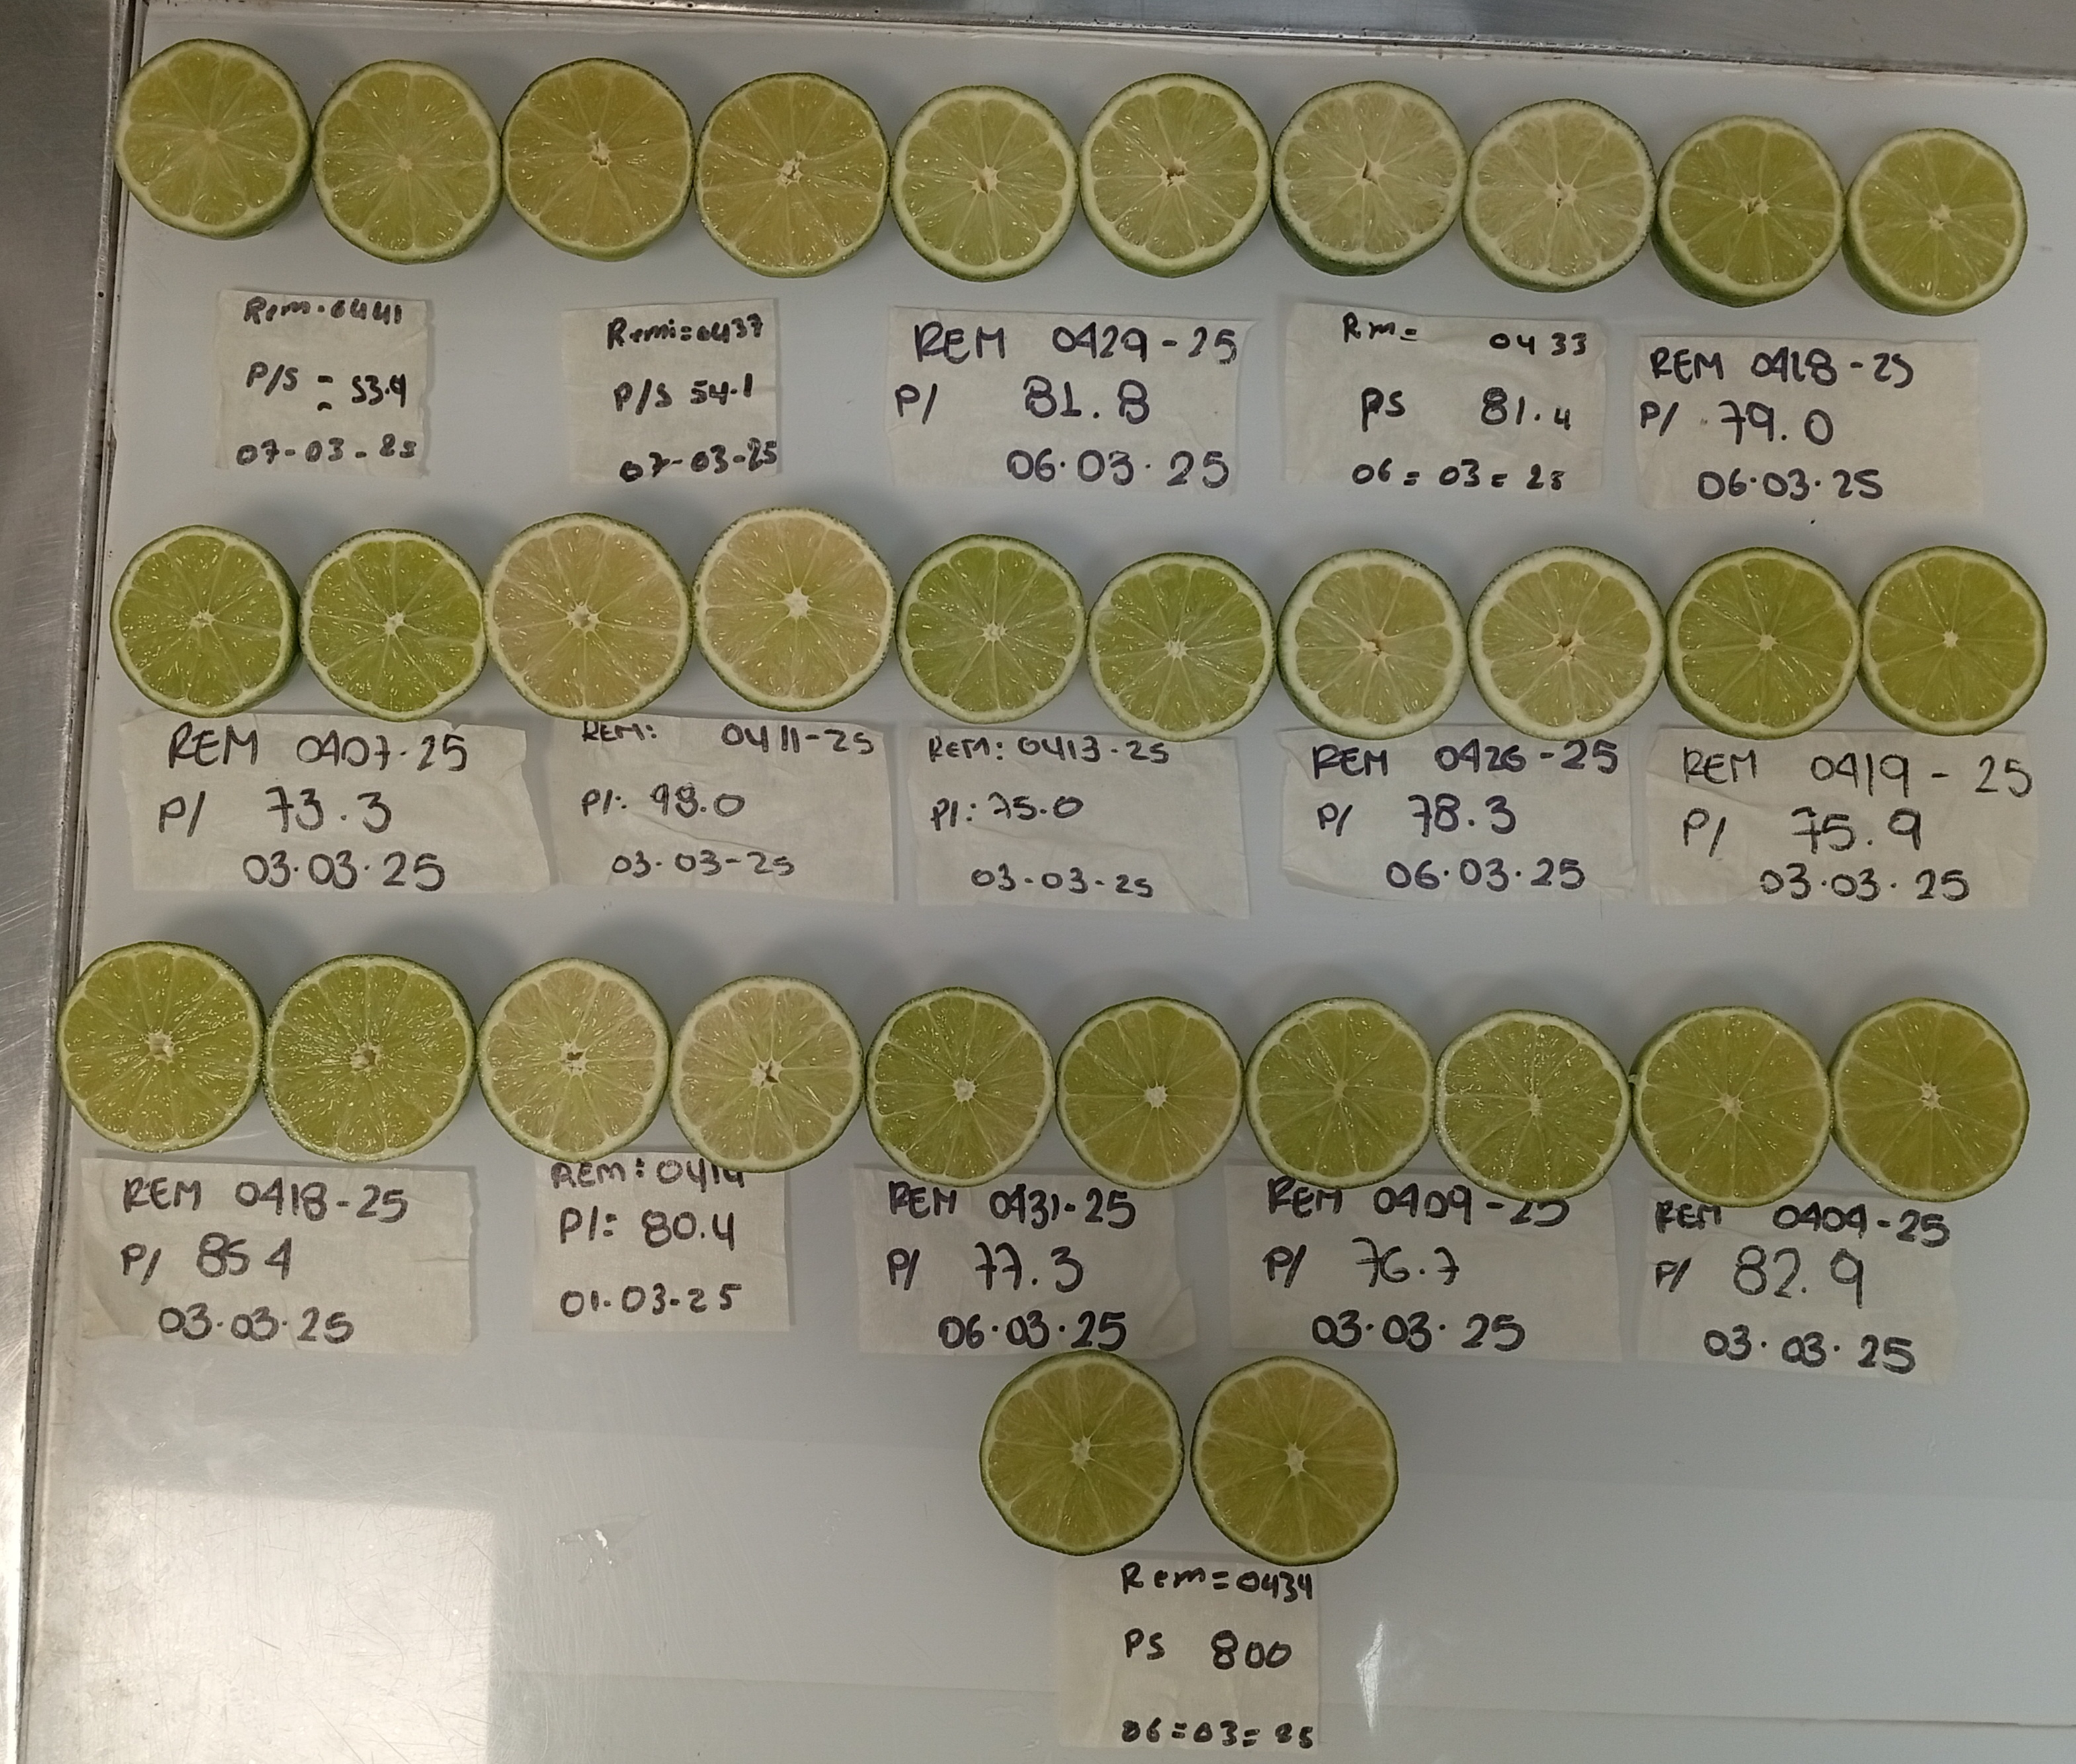 Rem. 0441
P/S = 53.9
07-03-25
Remi=0437
P/S 54.1
07-03-25
REM 0429-25
P/ 81.8
06.03.25
Rm= 0433
PS 81.4
06=03=25
REM 0428-25
P/ 79.0
06.03.25
REM 0407-25
P/ 73.3
03.03.25
REM: 0411-25
P/: 98.0
03-03-25
REM: 0413-25
P/: 75.0
03-03-25
REM 0426-25
P/ 78.3
06.03.25
REM 0419-25
P/ 75.9
03.03.25
REM 0418-25
P/ 85 4
03.03.25
REM: 0414
P/: 80.4
01-03-25
REM 0431-25
P/ 77.3
06.03.25
REM 0409-25
P/ 76.7
03.03.25
REM 0404-25
P/ 82.9
03.03.25
Rem=0434
PS 800
06=03=25